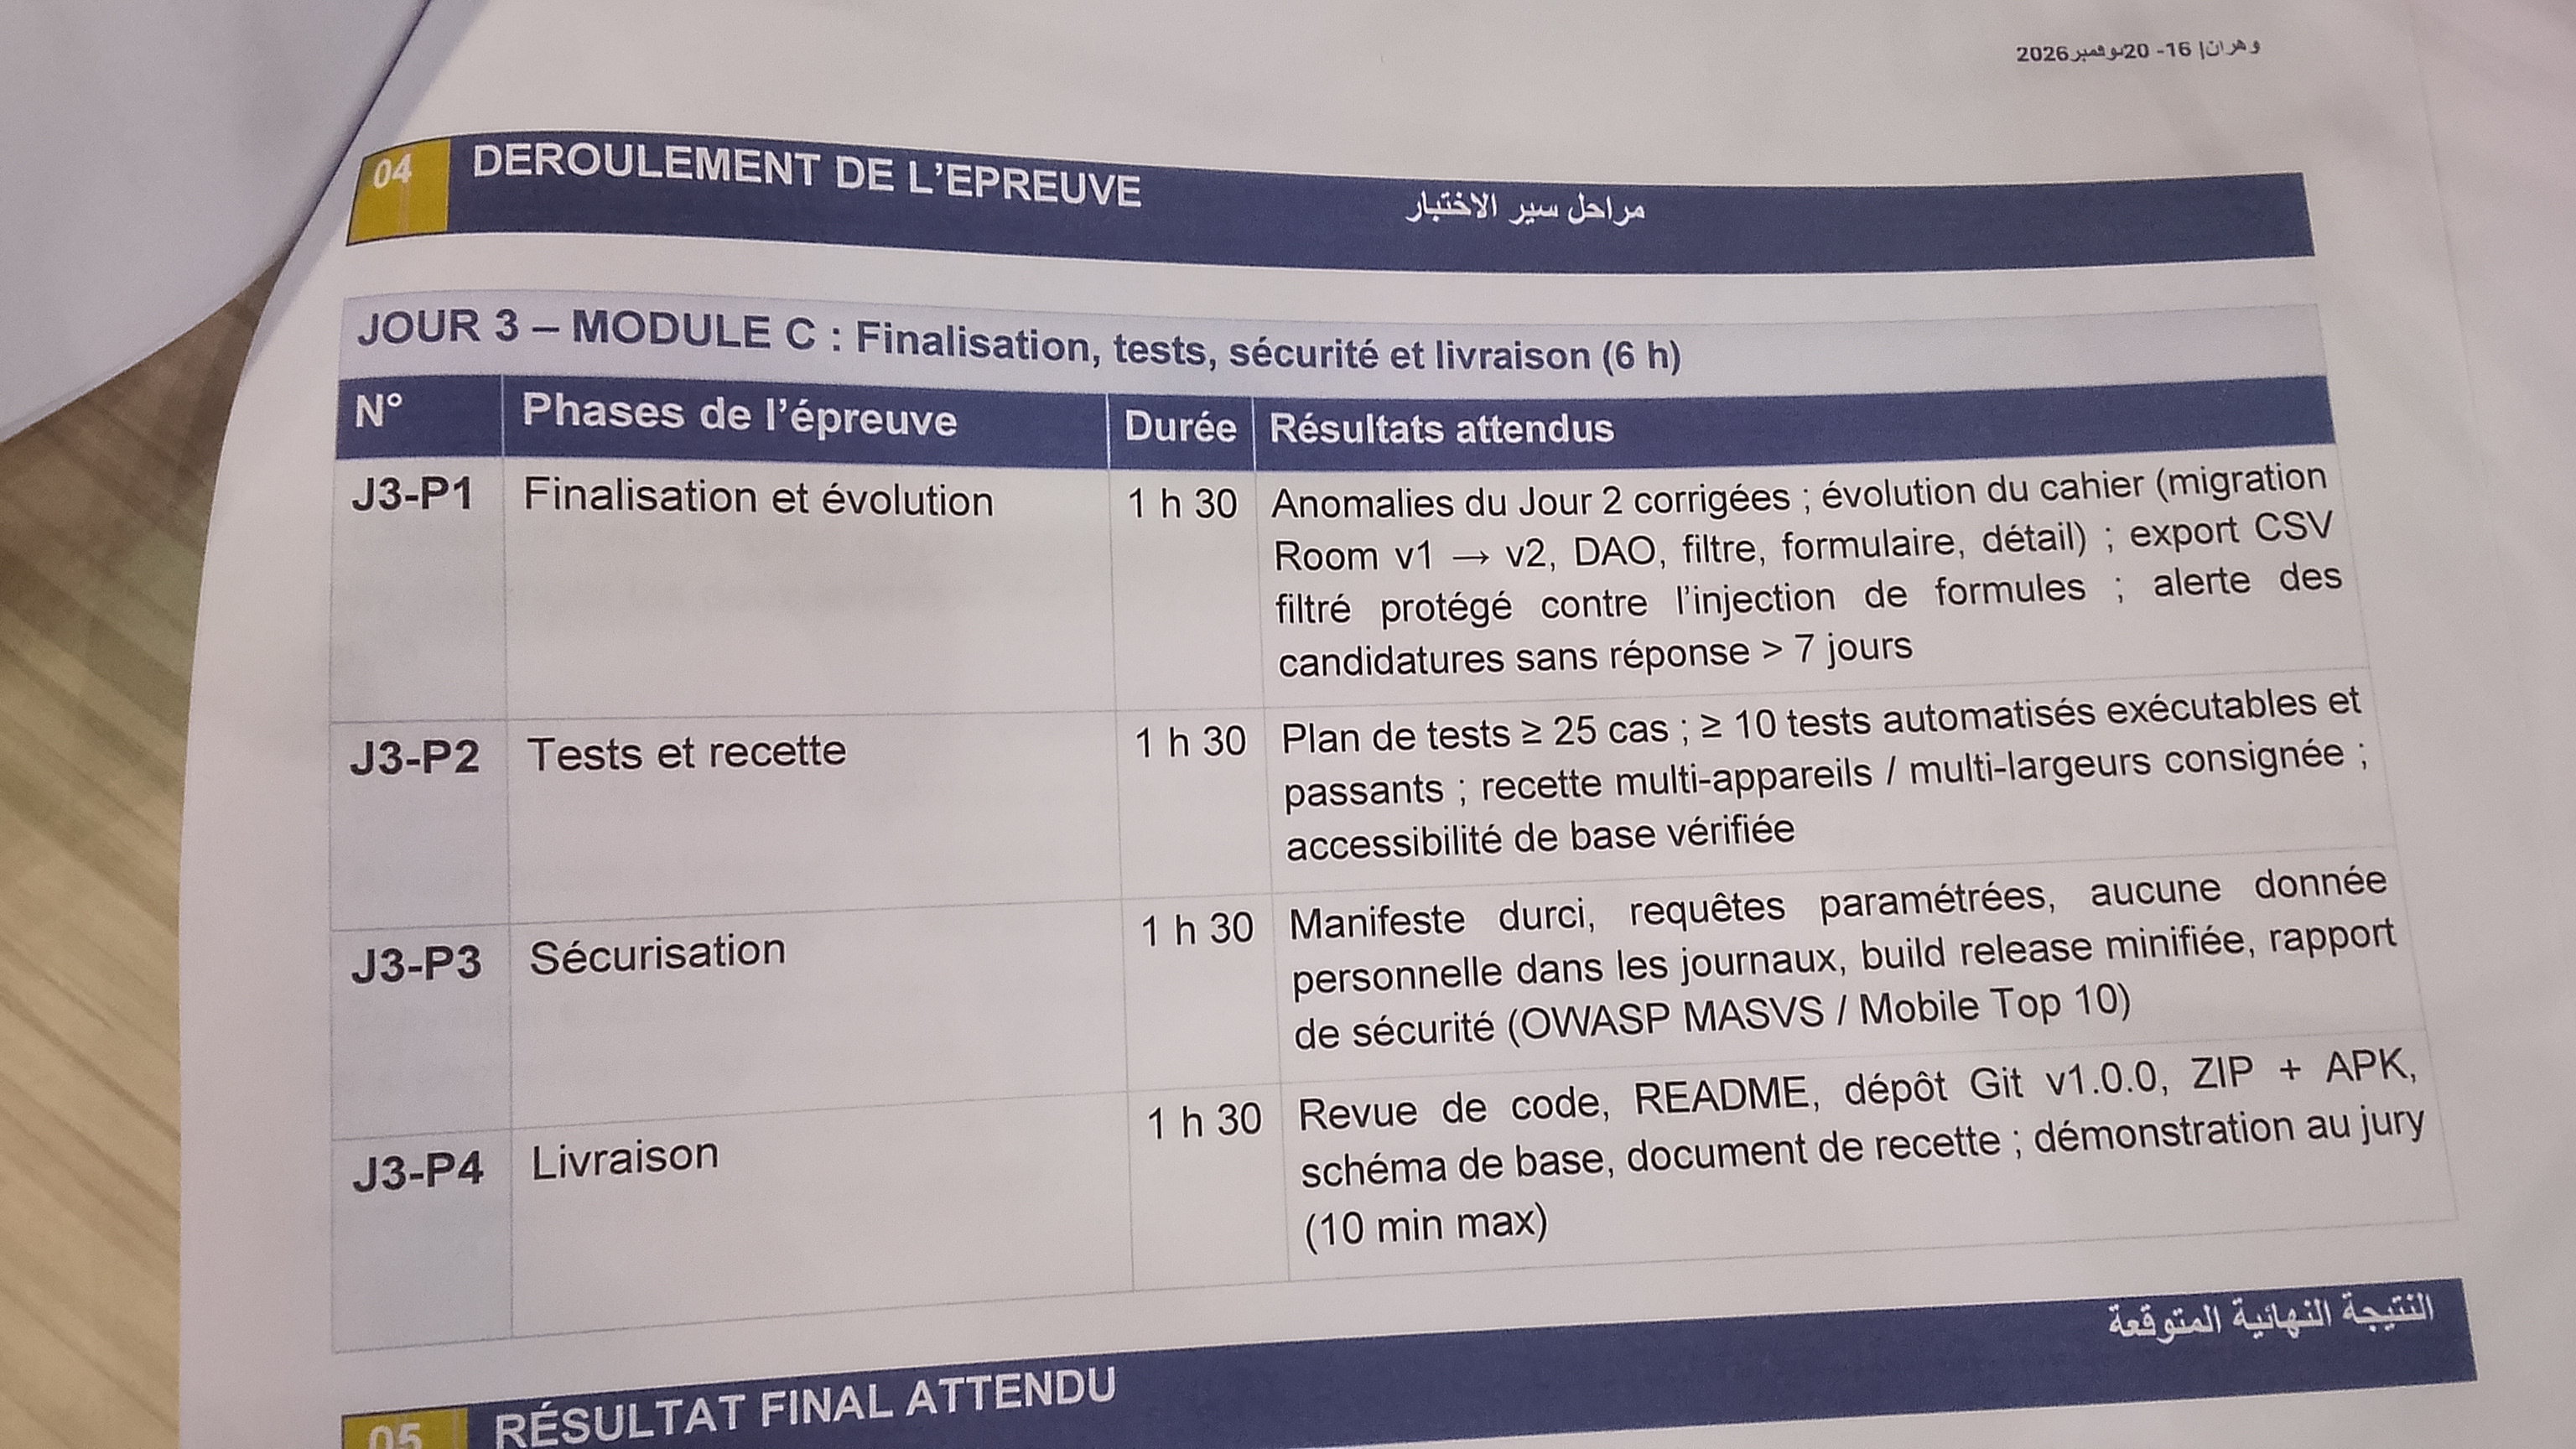 وهران| 16- 20نوفمبر2026
04 DEROULEMENT DE L'EPREUVE مراحل سير الاختبار
JOUR 3 – MODULE C : Finalisation, tests, sécurité et livraison (6 h)
N° Phases de l'épreuve Durée Résultats attendus
J3-P1 Finalisation et évolution 1 h 30 Anomalies du Jour 2 corrigées ; évolution du cahier (migration
Room v1 → v2, DAO, filtre, formulaire, détail) ; export CSV
filtré protégé contre l'injection de formules ; alerte des
candidatures sans réponse > 7 jours
J3-P2 Tests et recette 1 h 30 Plan de tests ≥ 25 cas ; ≥ 10 tests automatisés exécutables et
passants ; recette multi-appareils / multi-largeurs consignée ;
accessibilité de base vérifiée
J3-P3 Sécurisation 1 h 30 Manifeste durci, requêtes paramétrées, aucune donnée
personnelle dans les journaux, build release minifiée, rapport
de sécurité (OWASP MASVS / Mobile Top 10)
J3-P4 Livraison 1 h 30 Revue de code, README, dépôt Git v1.0.0, ZIP + APK,
schéma de base, document de recette ; démonstration au jury
(10 min max)
05 RÉSULTAT FINAL ATTENDU النتيجة النهائية المتوقعة